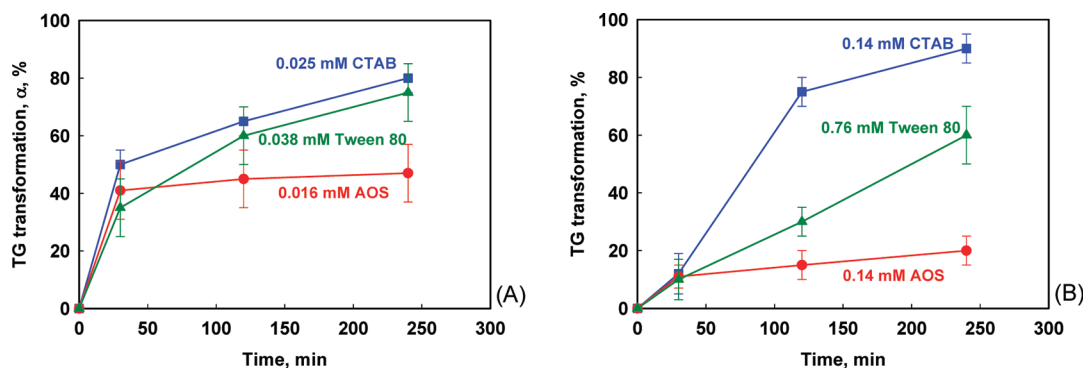 TG transformation, α, %
100
80
60
40
20
0
0.025 mM CTAB
0.038 mM Tween 80
0.016 mM AOS
0 50 100 150 200 250 300
Time, min
(A)
TG transformation, %
100
80
60
40
20
0
0.14 mM CTAB
0.76 mM Tween 80
0.14 mM AOS
0 50 100 150 200 250 300
Time, min
(B)